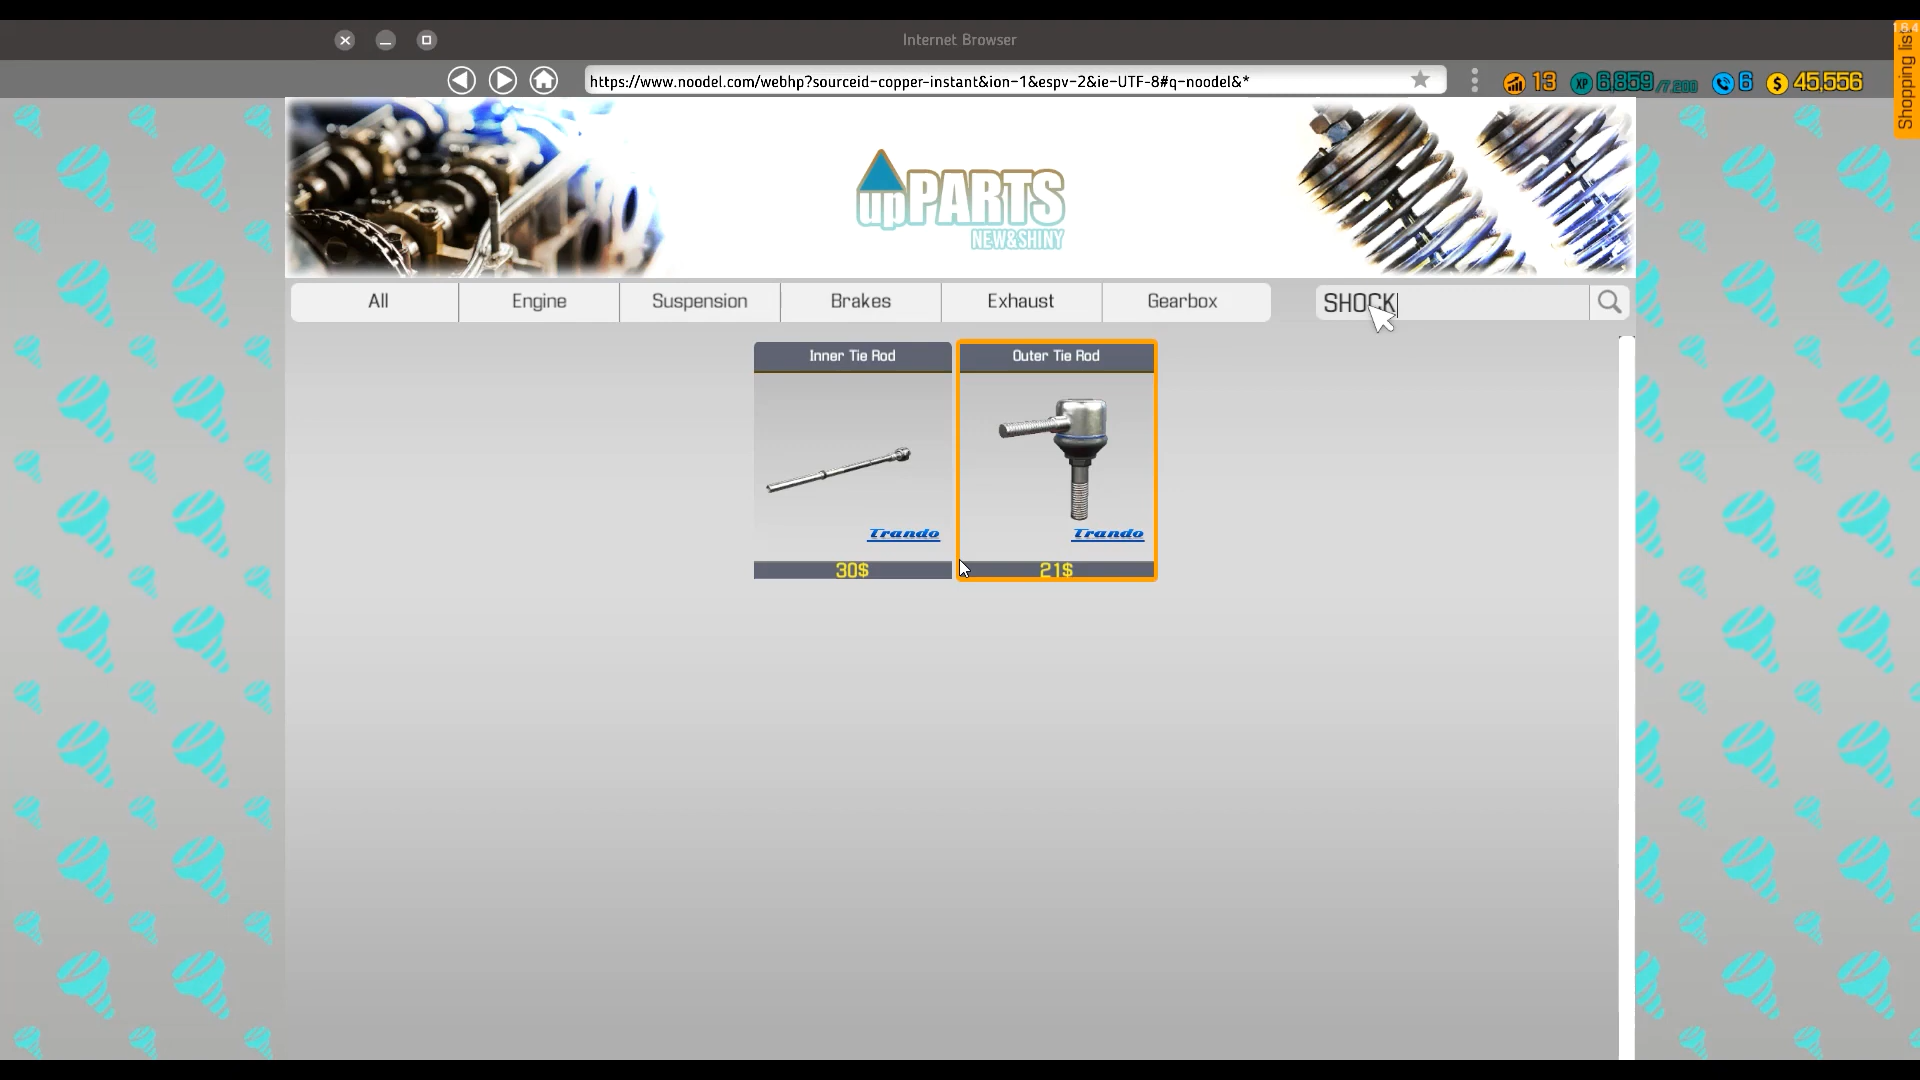 Internet Browser
https://www.noodel.com/webhp?sourceid-copper-instant&ion-1&espv-2&ie-UTF-8#q-noodel&*
13
XP 6,859/7,200
6
$ 45,556
Shopping list
upPARTS
NEW&SHINY
All
Engine
Suspension
Brakes
Exhaust
Gearbox
SHOCK
Inner Tie Rod
Outer Tie Rod
Trando
Trando
30$
21$